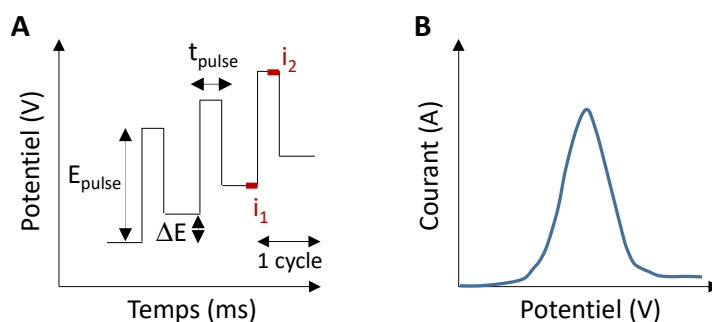 A
Potentiel (V)
E_pulse
t_pulse
i_2
i_1
ΔE
1 cycle
Temps (ms)
B
Courant (A)
Potentiel (V)